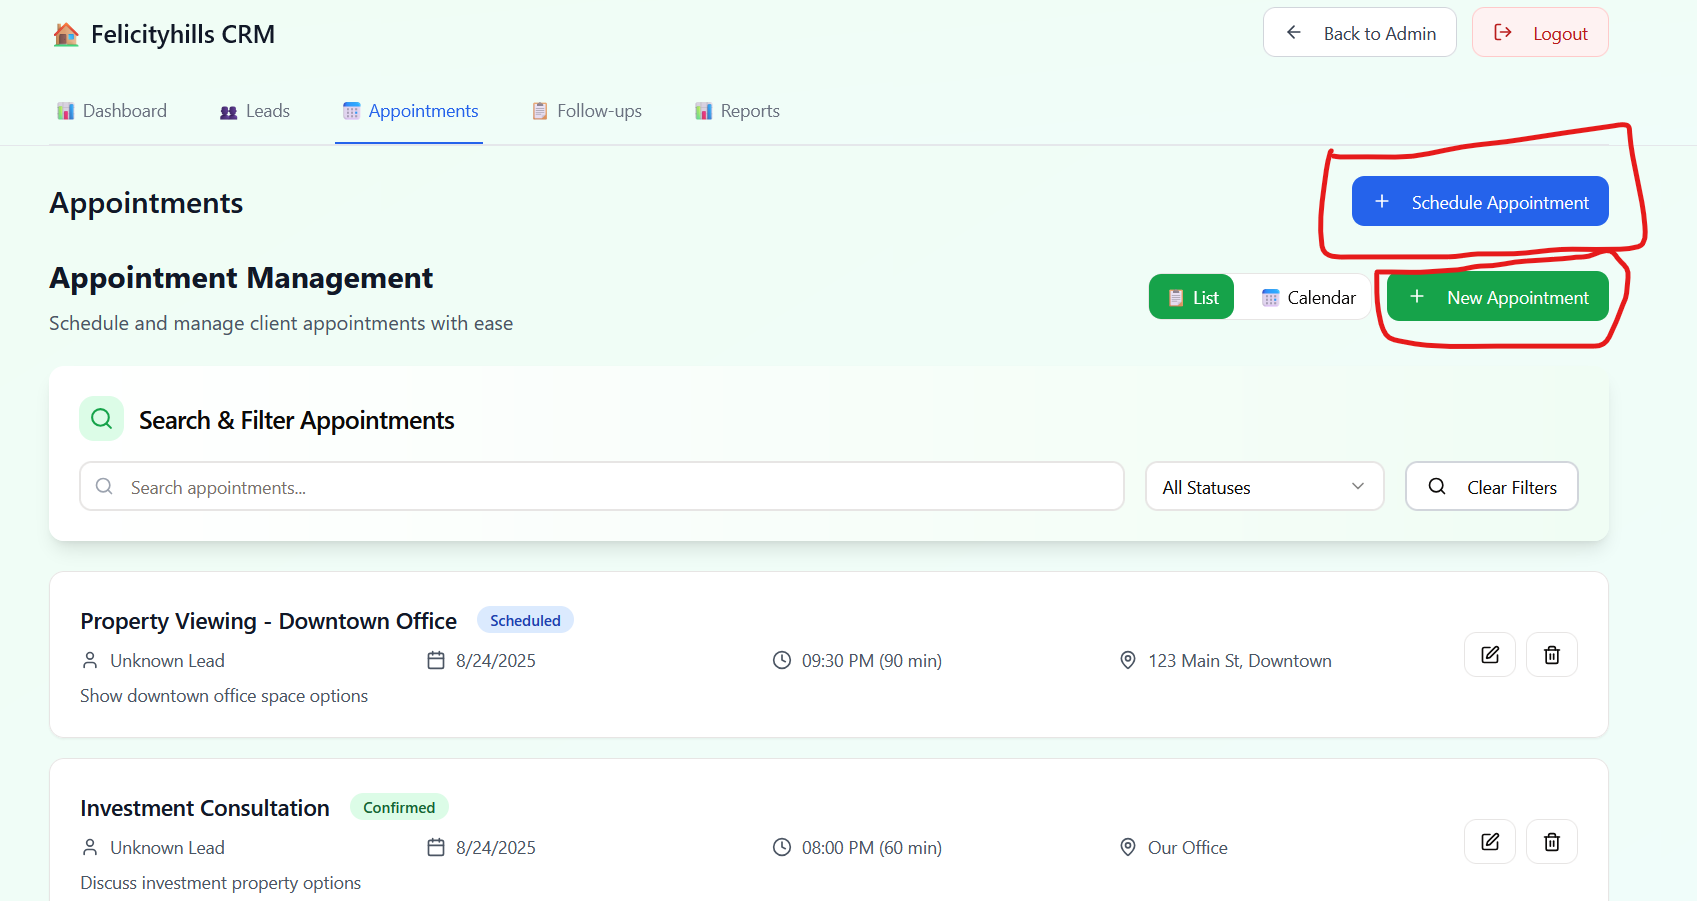 Felicityhills CRM
Back to Admin
Logout
Dashboard
Leads
Appointments
Follow-ups
Reports
Appointments
Schedule Appointment
Appointment Management
Schedule and manage client appointments with ease
List
Calendar
New Appointment
Search & Filter Appointments
Search appointments...
All Statuses
Clear Filters
Property Viewing - Downtown Office
Scheduled
Unknown Lead
8/24/2025
09:30 PM (90 min)
123 Main St, Downtown
Show downtown office space options
Investment Consultation
Confirmed
Unknown Lead
8/24/2025
08:00 PM (60 min)
Our Office
Discuss investment property options